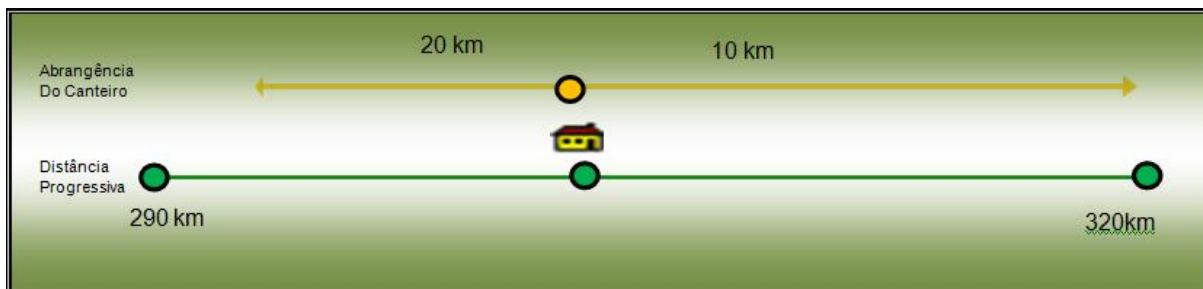 20 km
10 km
Abrangência
Do Canteiro
Distância
Progressiva
290 km
320km